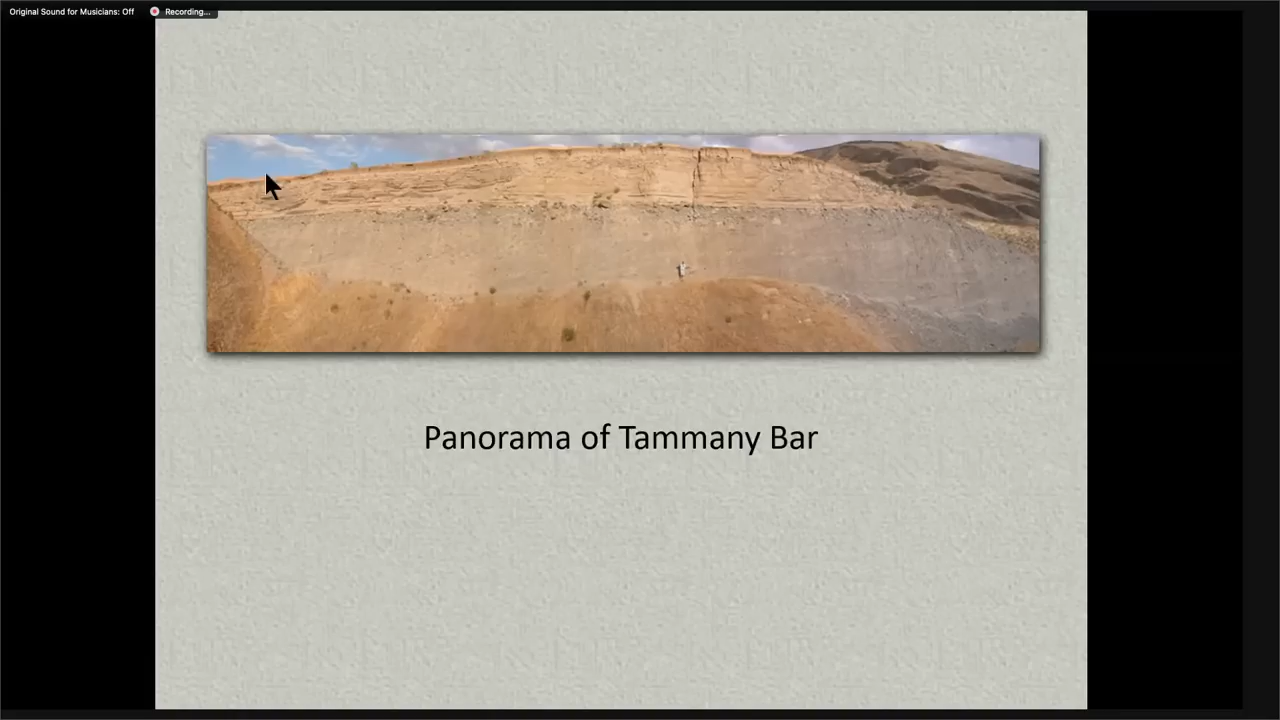 Original Sound for Musicians: Off
Recording...
Panorama of Tammany Bar